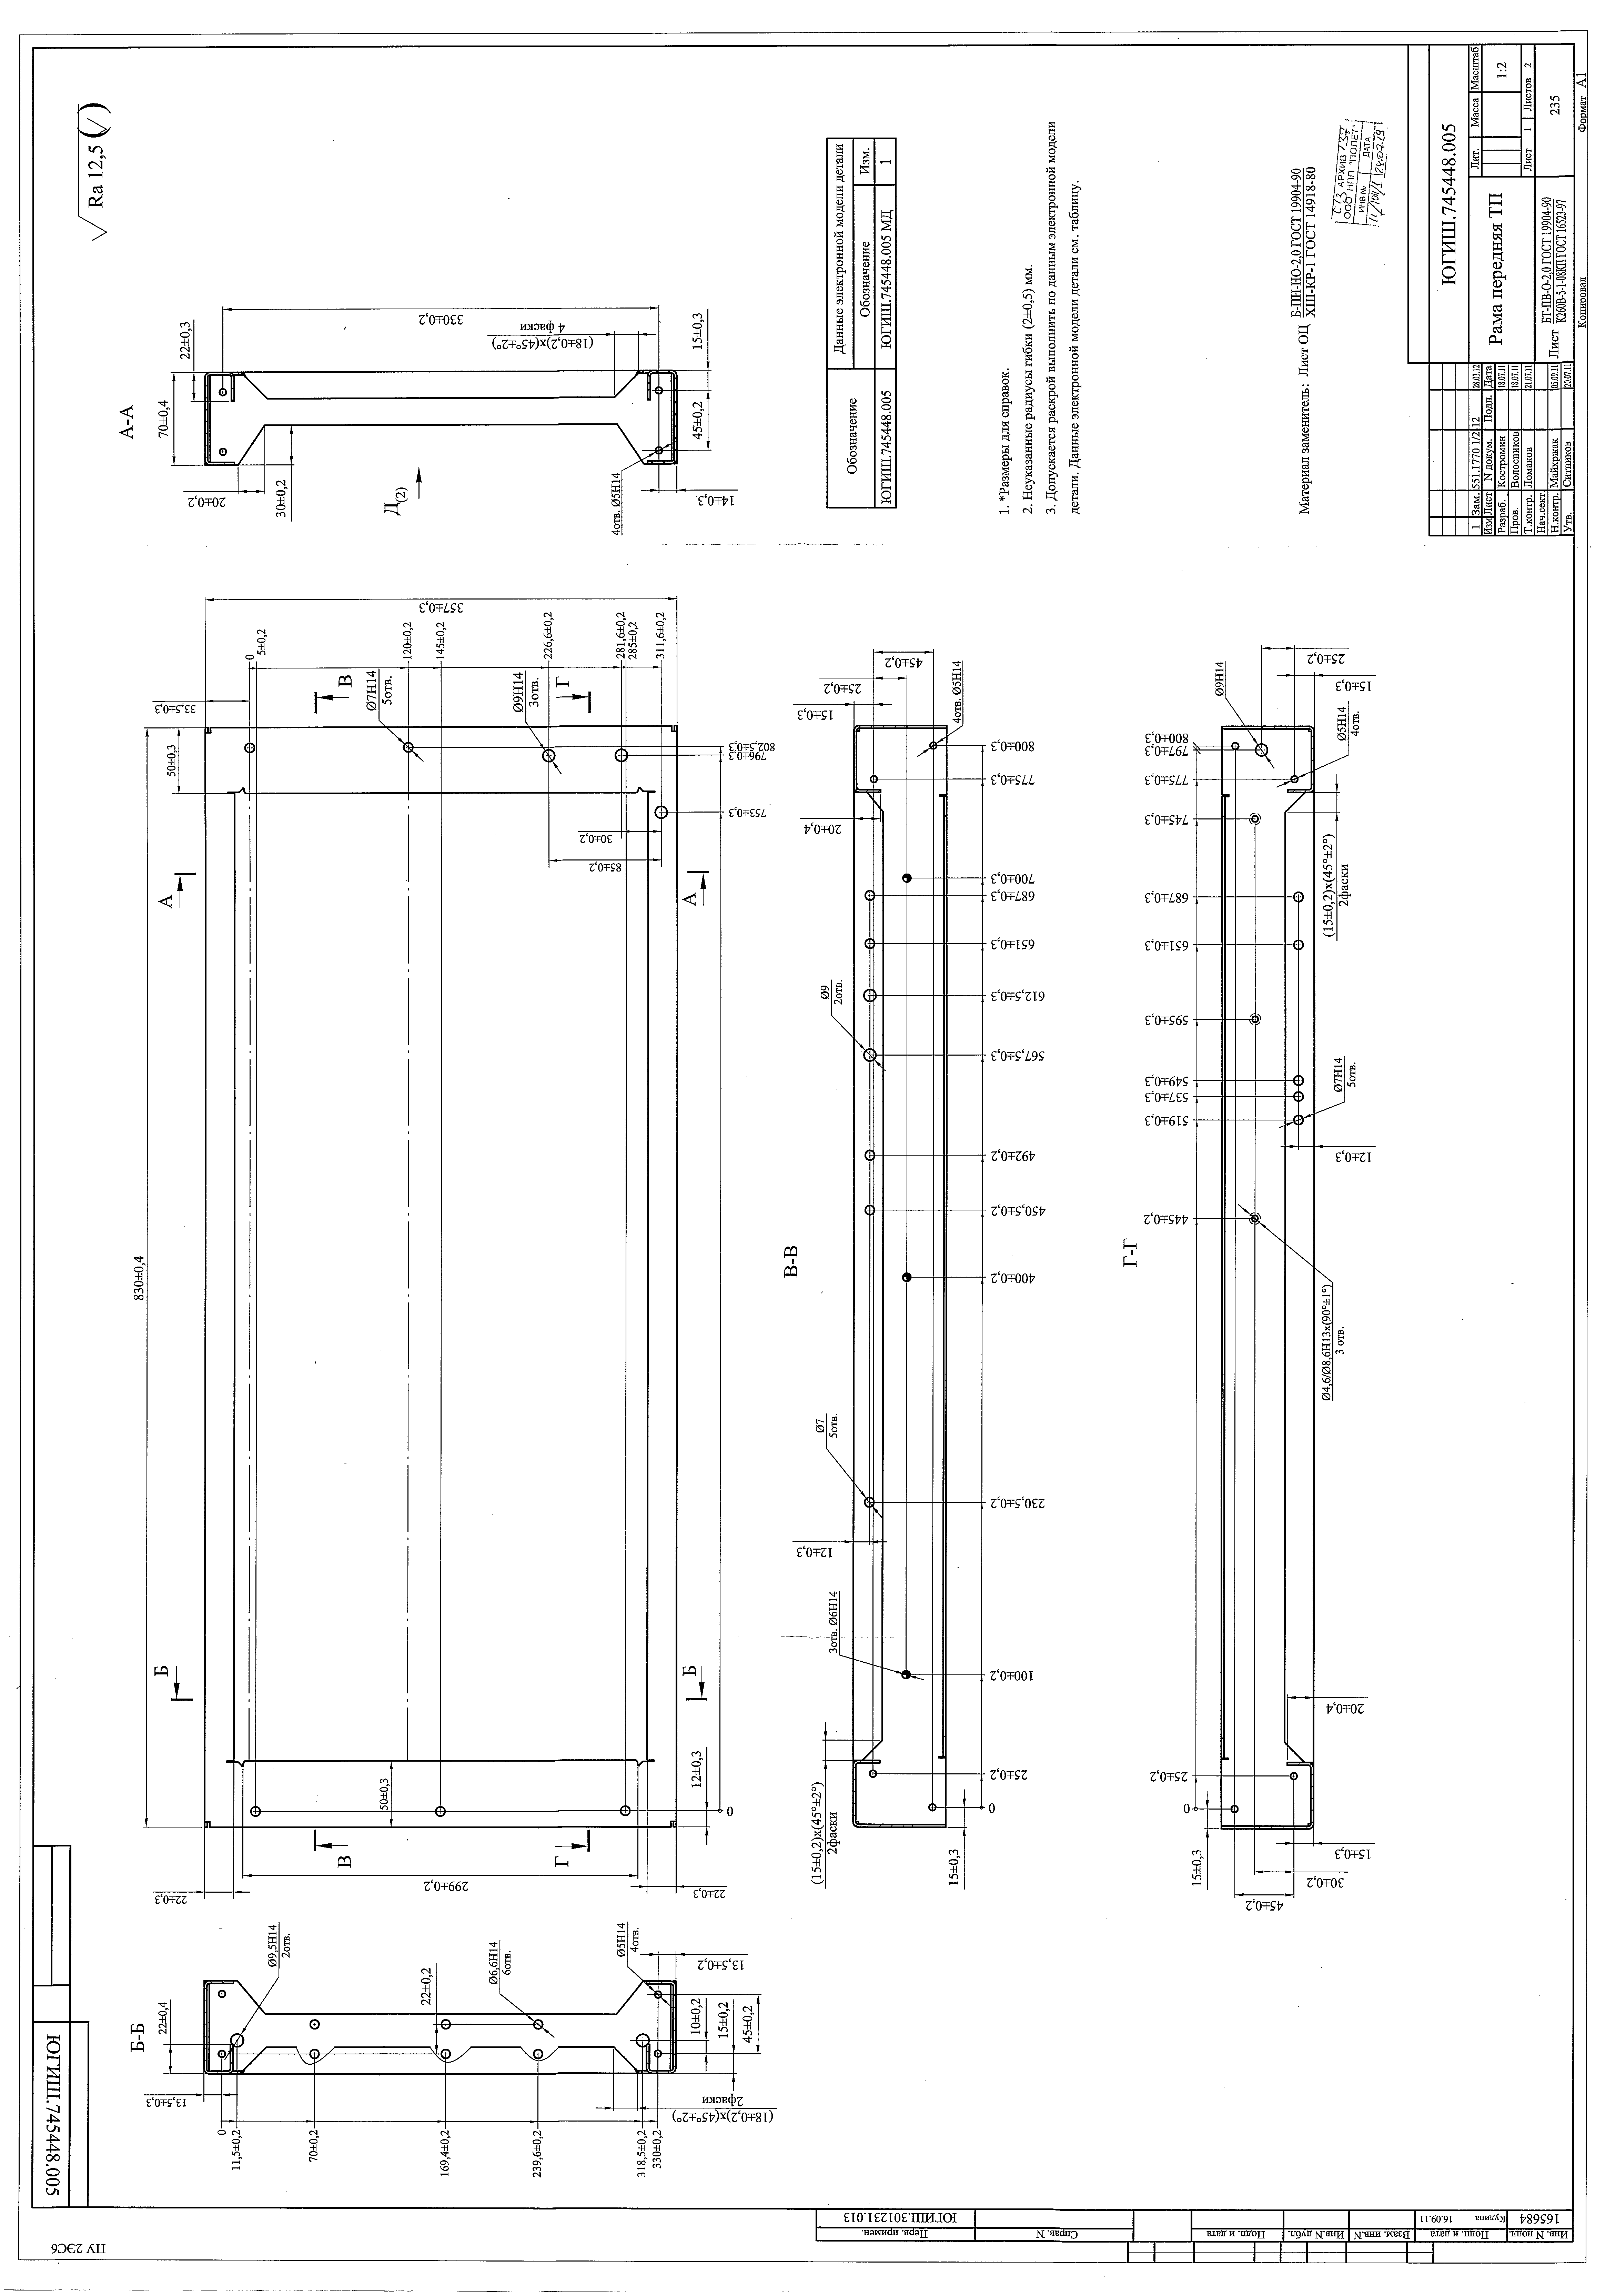 ПУ 2ЭС6
ЮГИШ.745448.005
Ra 12,5 ( )
830±0,4
50±0,3
33,5±0,3
357±0,3
0
5±0,2
120±0,2
145±0,2
226,6±0,2
281,6±0,2
285±0,2
311,6±0,2
В
Г
Ø7H14
5отв.
Ø9H14
3отв.
802,5±0,3
796±0,3
753±0,3
30±0,2
85±0,2
А
А
Б
Б
50±0,3
12±0,3
0
В
Г
22±0,3
299±0,2
22±0,3
А-А
70±0,4
22±0,3
330±0,2
(18±0,2)х(45°±2°)
4 фаски
15±0,3
45±0,2
20±0,2
30±0,2
Д(2)
4отв. Ø5H14
14±0,3
Б-Б
22±0,4
13,5±0,3
Ø9,5H14
2отв.
22±0,2
Ø6,6H14
6отв.
Ø5H14
4отв.
13,5±0,2
10±0,2
15±0,2
45±0,2
(18±0,2)х(45°±2°)
2фаски
0
11,5±0,2
70±0,2
169,4±0,2
239,6±0,2
318,5±0,2
330±0,2
В-В
(15±0,2)х(45°±2°)
2фаски
15±0,3
3отв. Ø6H14
12±0,3
Ø7
5отв.
Ø9
2отв.
20±0,4
15±0,3
25±0,2
45±0,2
4отв. Ø5H14
0
25±0,2
100±0,2
230,5±0,2
400±0,2
450,5±0,2
492±0,2
567,5±0,3
612,5±0,3
651±0,3
687±0,3
700±0,3
775±0,3
800±0,3
Г-Г
0
25±0,2
445±0,2
519±0,3
537±0,3
549±0,3
595±0,3
651±0,3
687±0,3
745±0,3
775±0,3
797±0,3
800±0,3
Ø9H14
25±0,2
15±0,3
Ø5H14
4отв.
(15±0,2)х(45°±2°)
2фаски
Ø7H14
5отв.
12±0,3
Ø4,6/Ø8,6H13х(90°±1°)
3 отв.
20±0,4
15±0,3
15±0,3
30±0,2
45±0,2
Обозначение
Данные электронной модели детали
Обозначение
Изм.
ЮГИШ.745448.005
ЮГИШ.745448.005 МД
1
1. *Размеры для справок.
2. Неуказанные радиусы гибки (2±0,5) мм.
3. Допускается раскрой выполнить по данным электронной модели
детали. Данные электронной модели детали см. таблицу.
Материал заменитель: Лист ОЦ
Б-ПН-НО-2,0 ГОСТ 19904-90
ХШ-КР-1 ГОСТ 14918-80
СГЗ АРХИВ 737
ООО НПП "ПОЛЕТ"
ИНВ № ДАТА
ЮГИШ.745448.005
1 Зам. 551.1770 1/2 12 28.03.12
Изм Лист N докум. Подп. Дата
Разраб. Костромин 18.07.11
Пров. Волосников 18.07.11
Т.контр. Ломаков 21.07.11
Нач.сект.
Н.контр. Майхржак 05.09.11
Утв. Ситников 20.07.11
Рама передняя ТП
Лит. Масса Масштаб
1:2
Лист 1 Листов 2
Лист
БТ-ПВ-О-2,0 ГОСТ 19904-90
К260В-5-1-08КП ГОСТ 16523-97
235
Копировал
Формат А1
Перв. примен.
ЮГИШ.301231.013
Справ. N
Подп. и дата
Инв.N дубл.
Взам. инв.N
Подп. и дата
Кудина 16.09.11
Инв. N подл.
165684